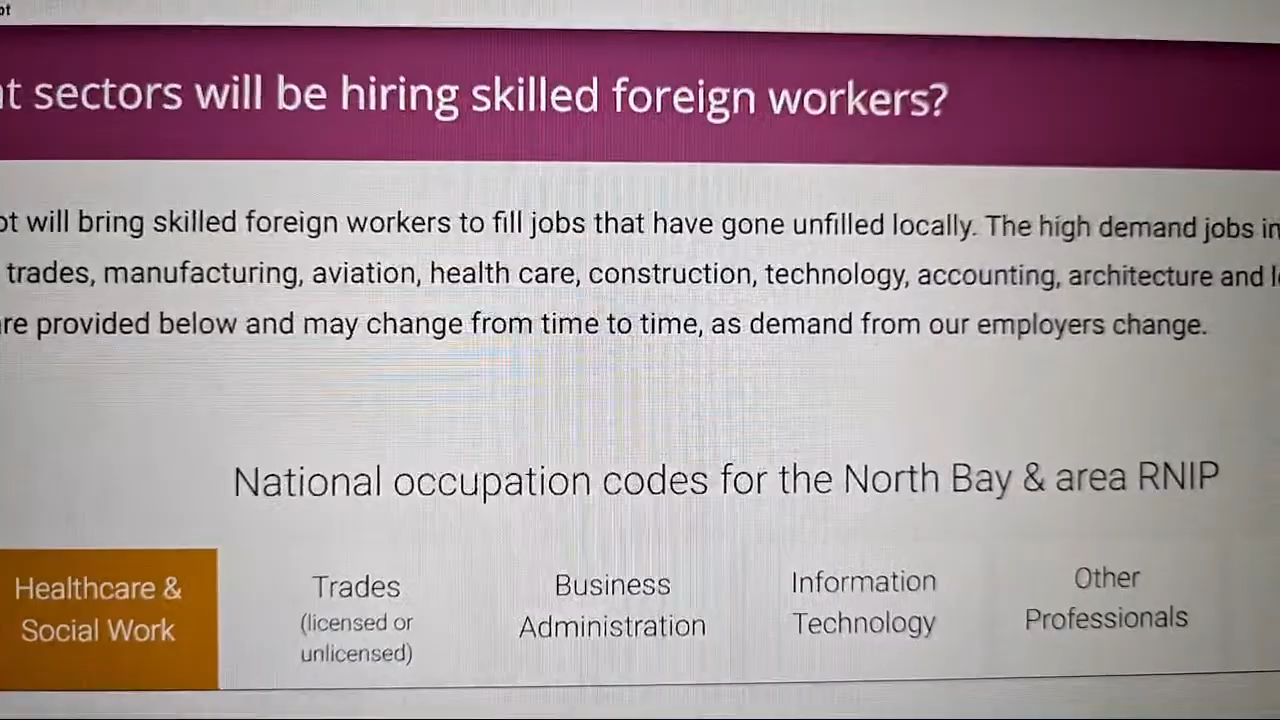 sectors will be hiring skilled foreign workers?
will bring skilled foreign workers to fill jobs that have gone unfilled locally. The high demand jobs in
trades, manufacturing, aviation, health care, construction, technology, accounting, architecture and
provided below and may change from time to time, as demand from our employers change.
National occupation codes for the North Bay & area RNIP
Healthcare & Trades Business Information Other
Social Work (licensed or Administration Technology Professionals
unlicensed)